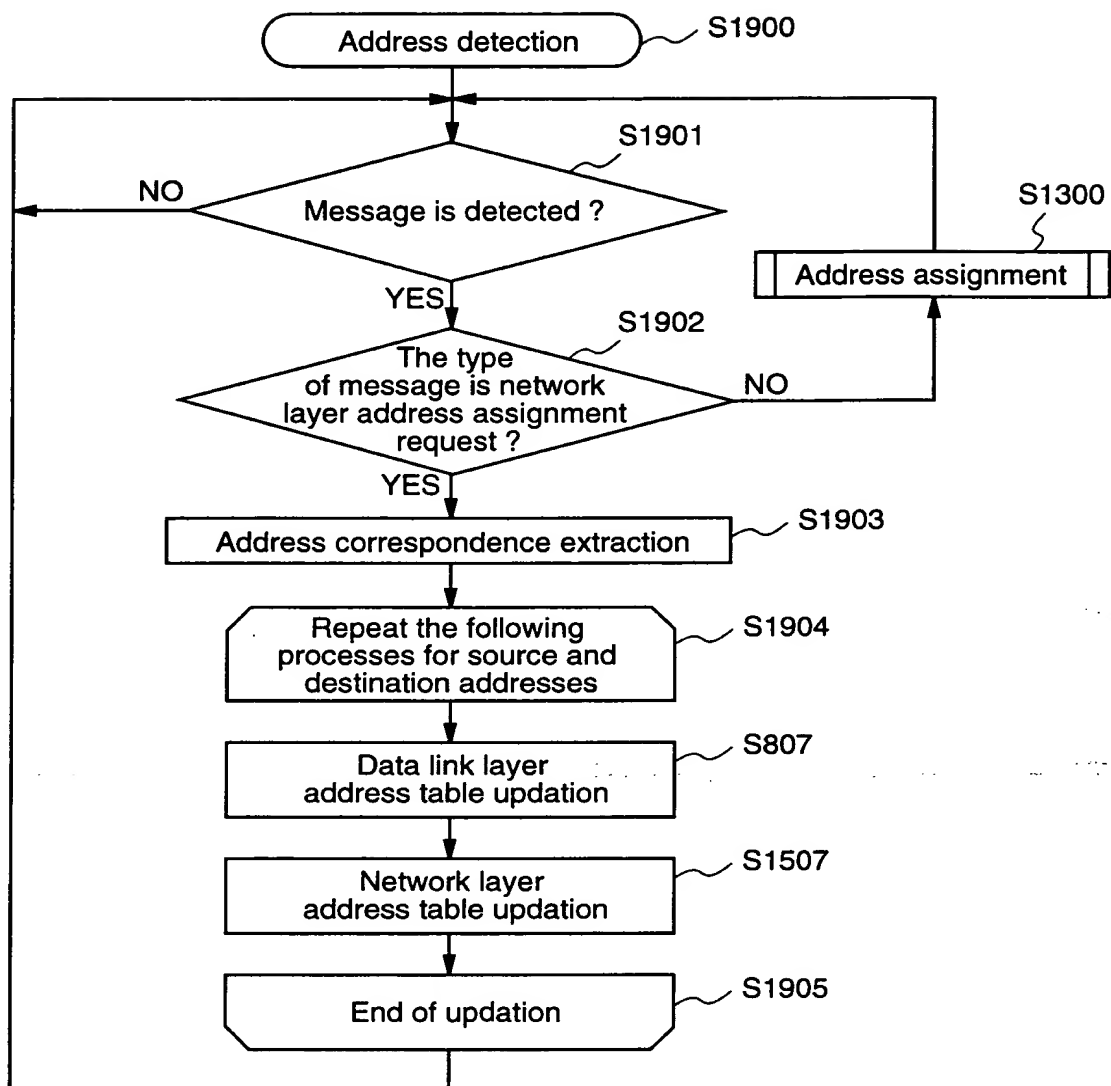 Address detection
S1900
S1901
NO
Message is detected ?
S1300
Address assignment
YES
S1902
The type
of message is network
layer address assignment
request ?
NO
YES
S1903
Address correspondence extraction
S1904
Repeat the following
processes for source and
destination addresses
S807
Data link layer
address table updation
S1507
Network layer
address table updation
S1905
End of updation